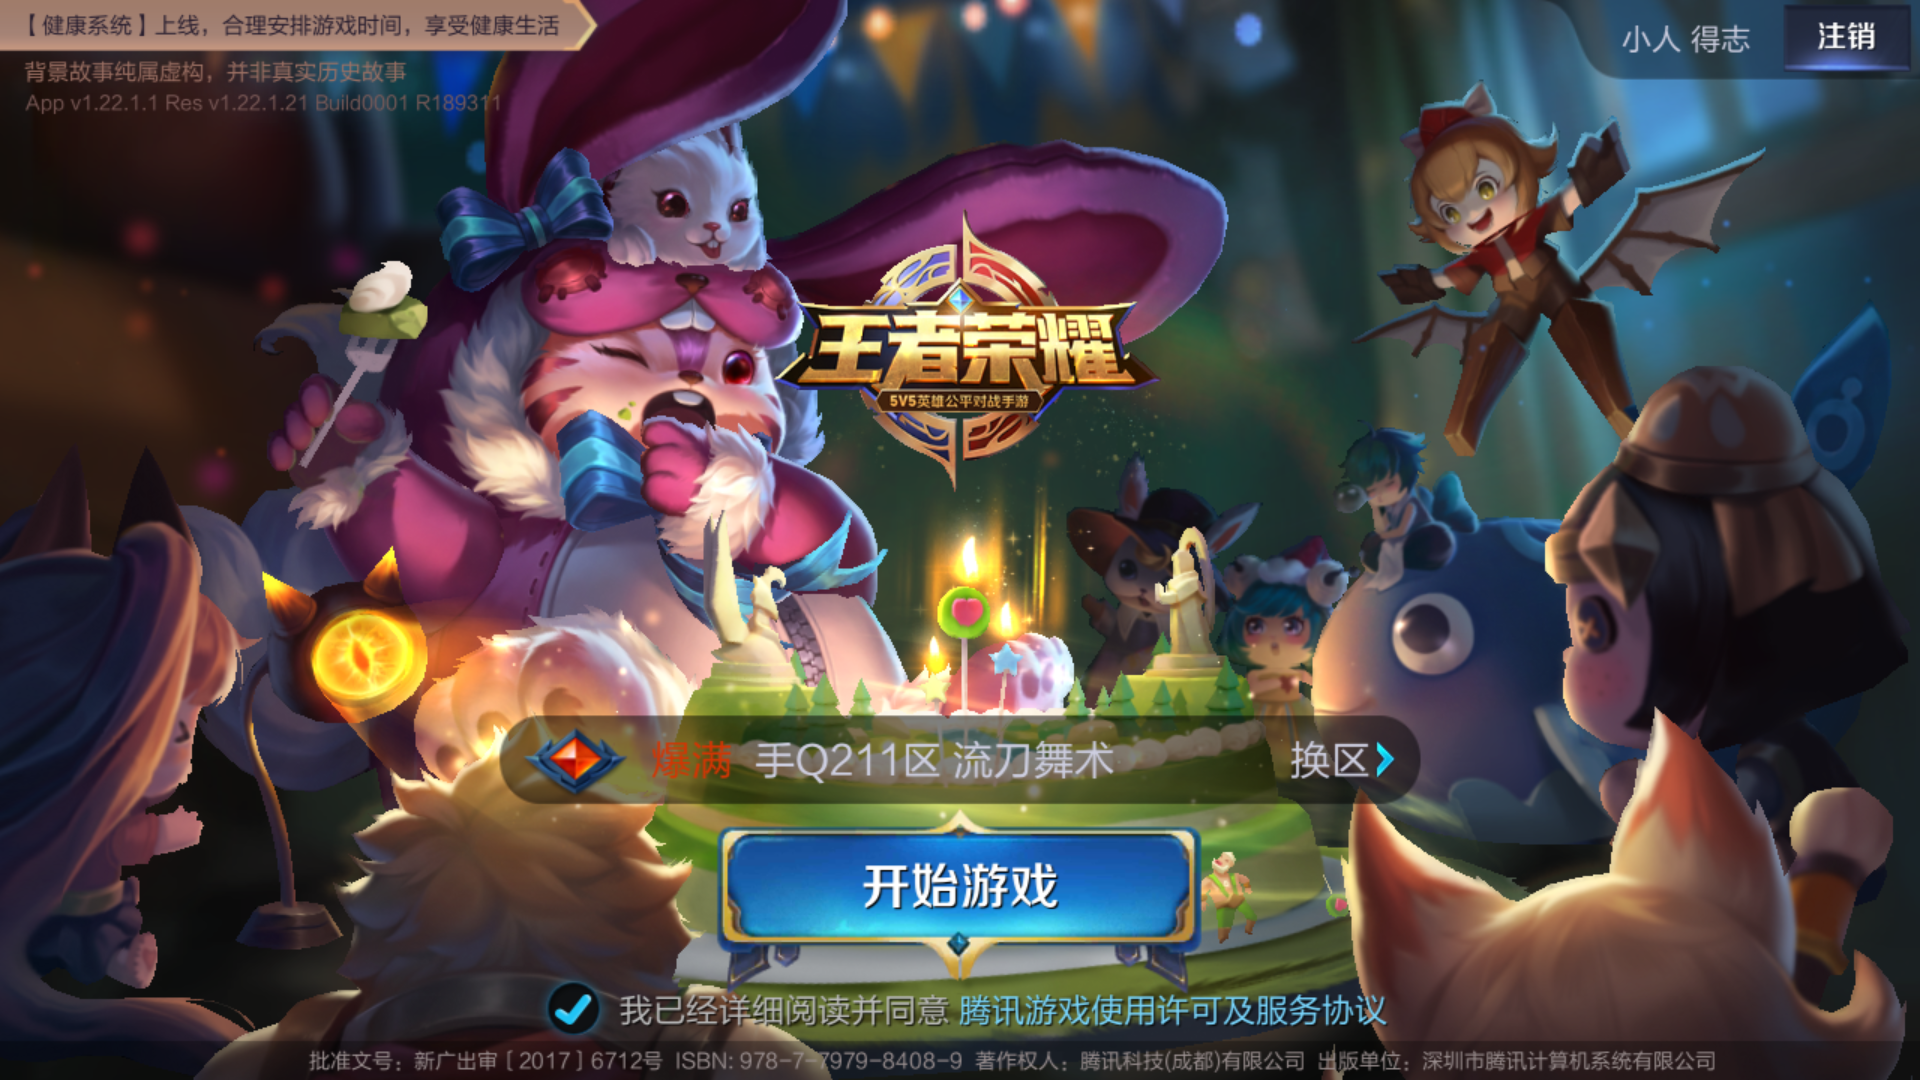 【健康系统】上线，合理安排游戏时间，享受健康生活
背景故事纯属虚构，并非真实历史故事
App v1.22.1.1 Res v1.22.1.21 Build0001 R189311
小人 得志
注销
王者荣耀
5V5英雄公平对战手游
爆满 手Q211区 流刀舞术 换区
开始游戏
我已经详细阅读并同意 腾讯游戏使用许可及服务协议
批准文号：新广出审〔2017〕6712号 ISBN: 978-7-7979-8408-9 著作权人：腾讯科技(成都)有限公司 出版单位：深圳市腾讯计算机系统有限公司